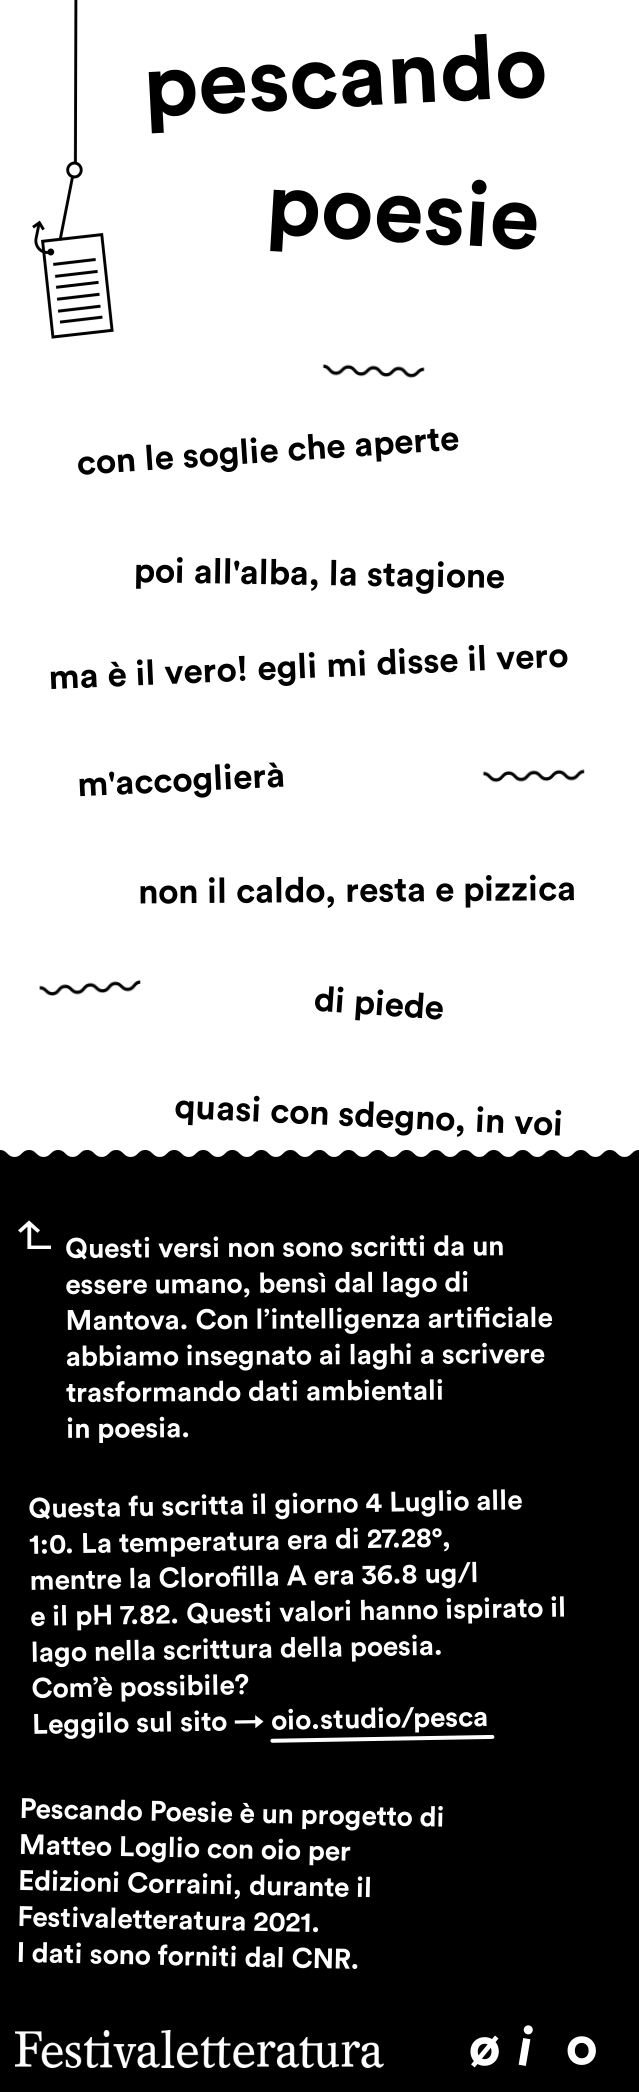 pescando
poesie
con le soglie che aperte
poi all'alba, la stagione
ma è il vero! egli mi disse il vero
m'accoglierà
non il caldo, resta e pizzica
di piede
quasi con sdegno, in voi
Questi versi non sono scritti da un
essere umano, bensì dal lago di
Mantova. Con l’intelligenza artificiale
abbiamo insegnato ai laghi a scrivere
trasformando dati ambientali
in poesia.
Questa fu scritta il giorno 4 Luglio alle
1:0. La temperatura era di 27.28°,
mentre la Clorofilla A era 36.8 ug/l
e il pH 7.82. Questi valori hanno ispirato il
lago nella scrittura della poesia.
Com’è possibile?
Leggilo sul sito → oio.studio/pesca
Pescando Poesie è un progetto di
Matteo Loglio con oio per
Edizioni Corraini, durante il
Festivaletteratura 2021.
I dati sono forniti dal CNR.
Festivaletteratura øio